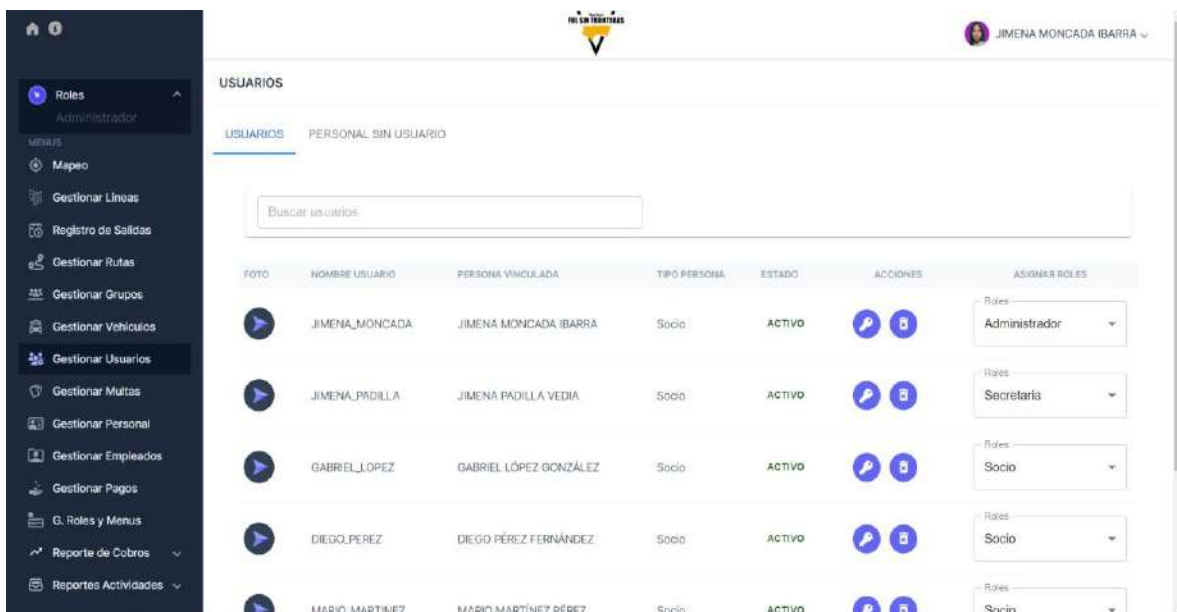 FUL SIN FRONTERAS
JIMENA MONCADA IBARRA
Roles
Administrador
MENUS
Mapeo
Gestionar Lineas
Registro de Salidas
Gestionar Rutas
Gestionar Grupos
Gestionar Vehiculos
Gestionar Usuarios
Gestionar Multas
Gestionar Personal
Gestionar Empleados
Gestionar Pagos
G. Roles y Menus
Reporte de Cobros
Reportes Actividades
USUARIOS
USUARIOS PERSONAL SIN USUARIO
Buscar usuarios
FOTO NOMBRE USUARIO PERSONA VINCULADA TIPO PERSONA ESTADO ACCIONES ASIGNAR ROLES
Roles
JIMENA_MONCADA JIMENA MONCADA IBARRA Socio ACTIVO Administrador
Roles
JIMENA_PADILLA JIMENA PADILLA VEDIA Socio ACTIVO Secretaria
Roles
GABRIEL_LOPEZ GABRIEL LÓPEZ GONZÁLEZ Socio ACTIVO Socio
Roles
DIEGO_PEREZ DIEGO PÉREZ FERNÁNDEZ Socio ACTIVO Socio
Roles
MARIO_MARTINEZ MARIO MARTÍNEZ PÉREZ Socio ACTIVO Socio